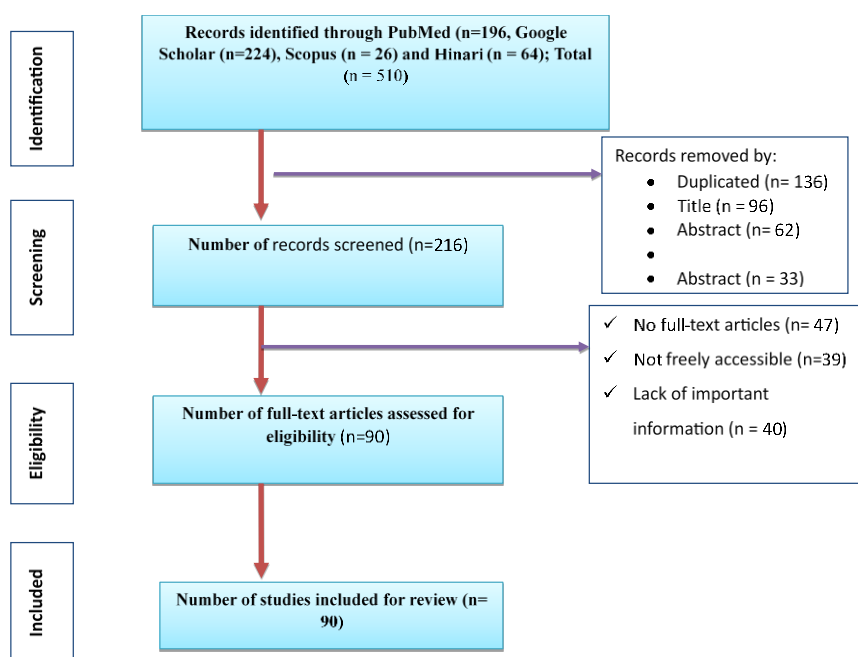 Identification
Records identified through PubMed (n=196, Google
Scholar (n=224), Scopus (n = 26) and Hinari (n = 64); Total
(n = 510)
Records removed by:
• Duplicated (n= 136)
• Title (n = 96)
• Abstract (n= 62)
•
• Abstract (n = 33)
Screening
Number of records screened (n=216)
✓ No full-text articles (n= 47)
✓ Not freely accessible (n=39)
✓ Lack of important
information (n = 40)
Eligibility
Number of full-text articles assessed for
eligibility (n=90)
Included
Number of studies included for review (n=
90)